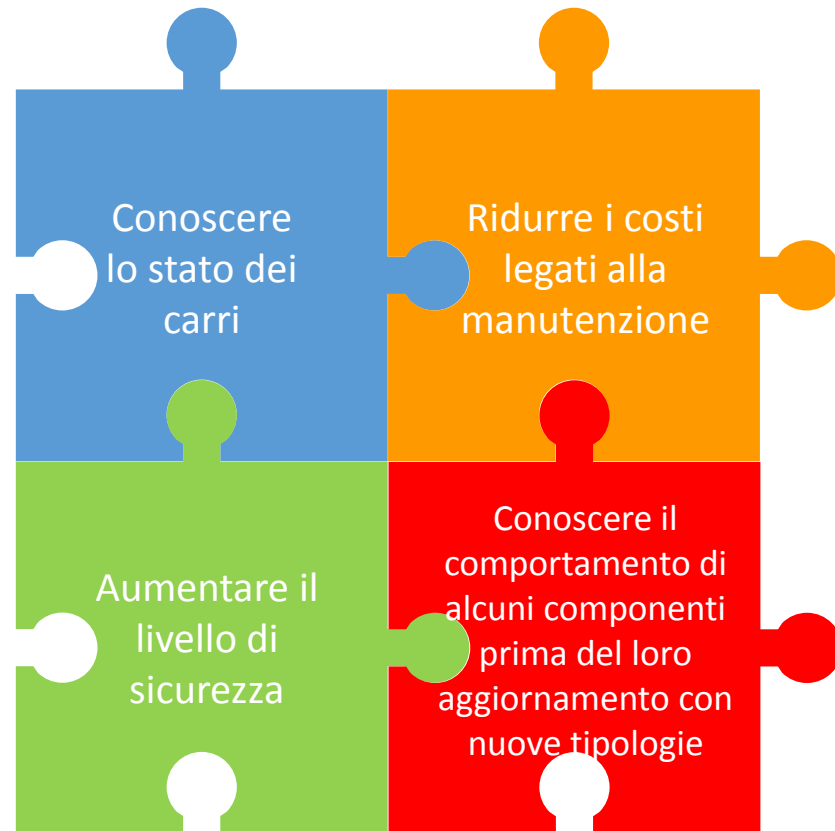 Conoscere
lo stato dei
carri
Ridurre i costi
legati alla
manutenzione
Aumentare il
livello di
sicurezza
Conoscere il
comportamento di
alcuni componenti
prima del loro
aggiornamento con
nuove tipologie